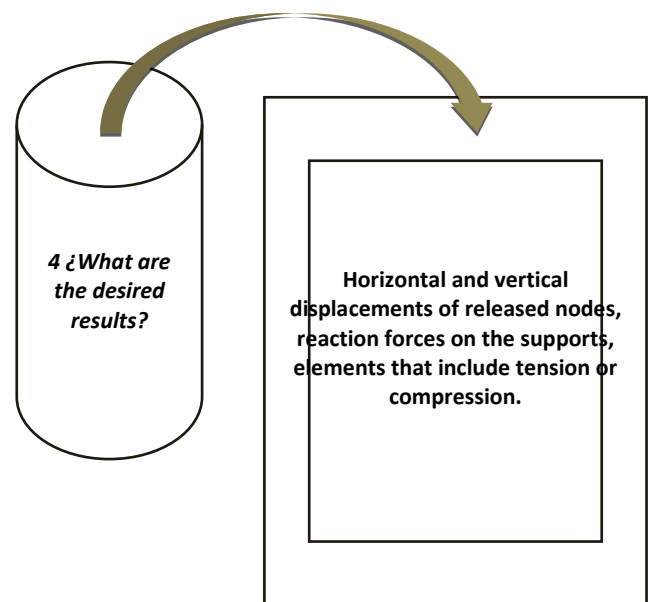 4 ¿What are
the desired
results?
Horizontal and vertical
displacements of released nodes,
reaction forces on the supports,
elements that include tension or
compression.